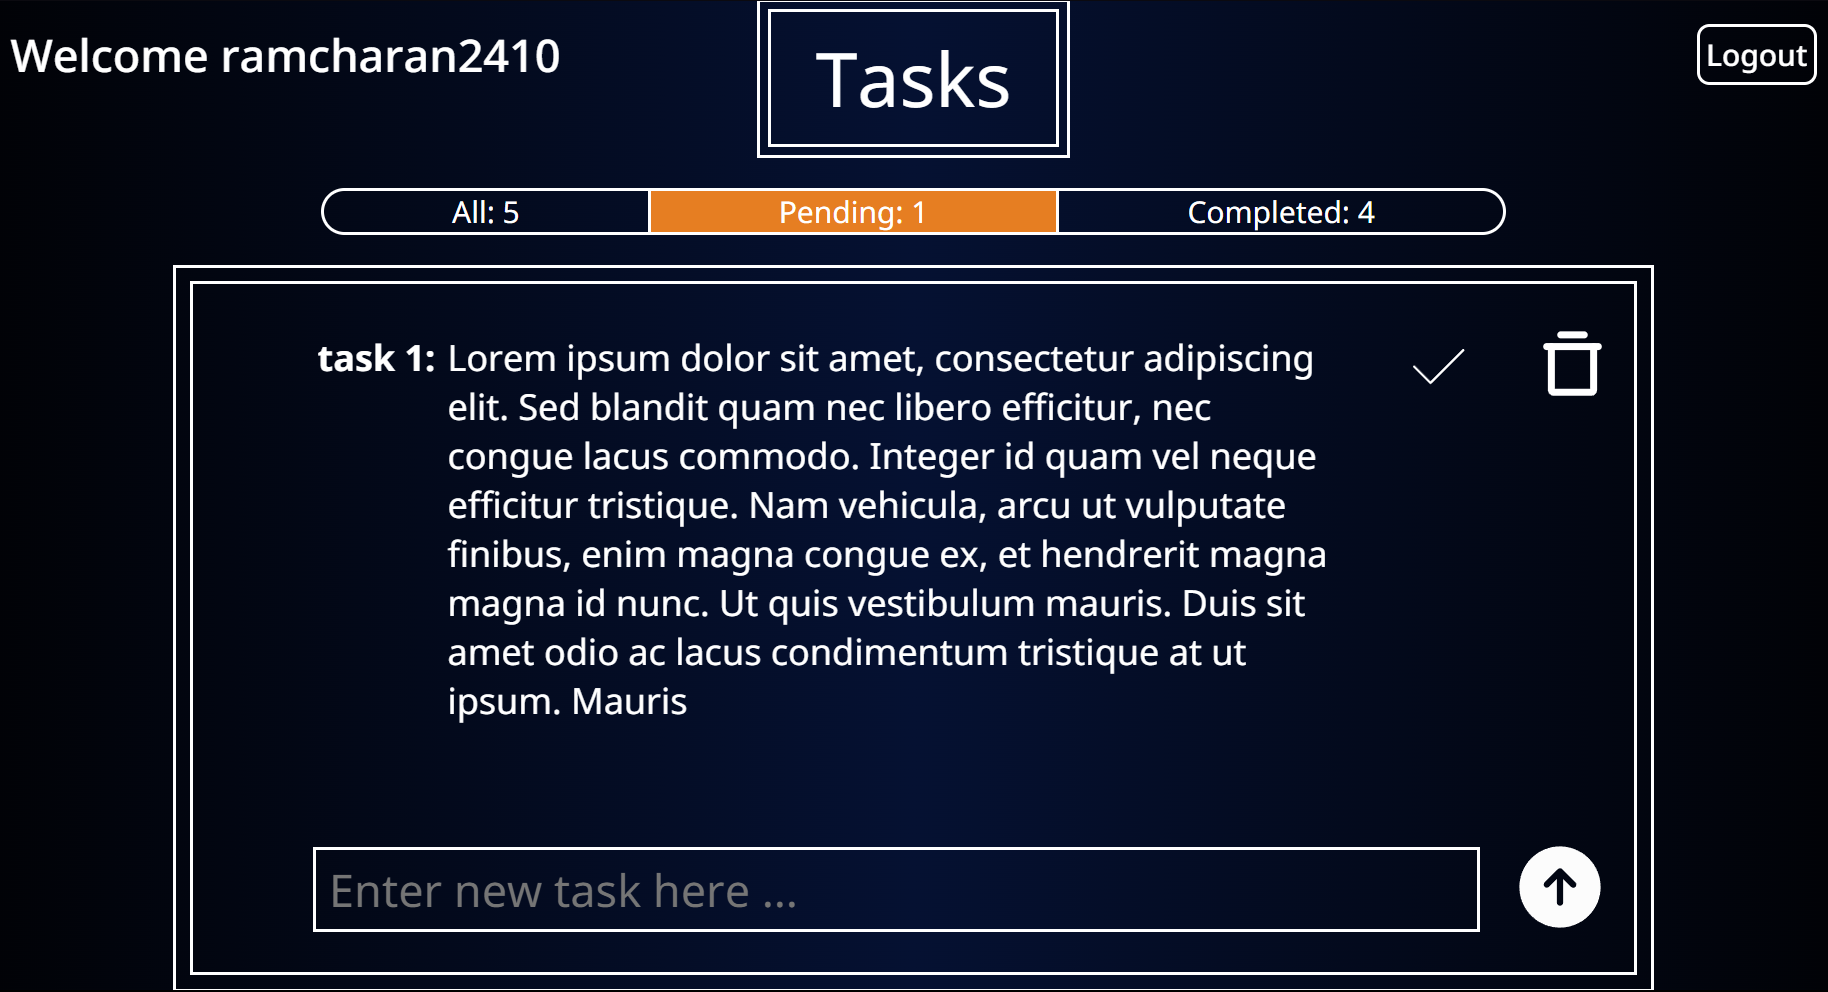 Welcome ramcharan2410
Tasks
Logout
All: 5
Pending: 1
Completed: 4
task 1: Lorem ipsum dolor sit amet, consectetur adipiscing
elit. Sed blandit quam nec libero efficitur, nec
congue lacus commodo. Integer id quam vel neque
efficitur tristique. Nam vehicula, arcu ut vulputate
finibus, enim magna congue ex, et hendrerit magna
magna id nunc. Ut quis vestibulum mauris. Duis sit
amet odio ac lacus condimentum tristique at ut
ipsum. Mauris
Enter new task here ...